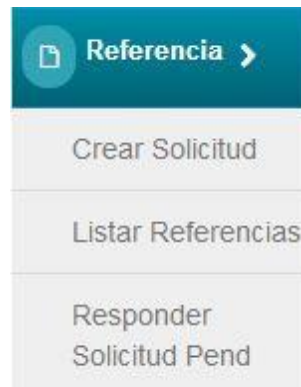 Referencia
Crear Solicitud
Listar Referencias
Responder
Solicitud Pend